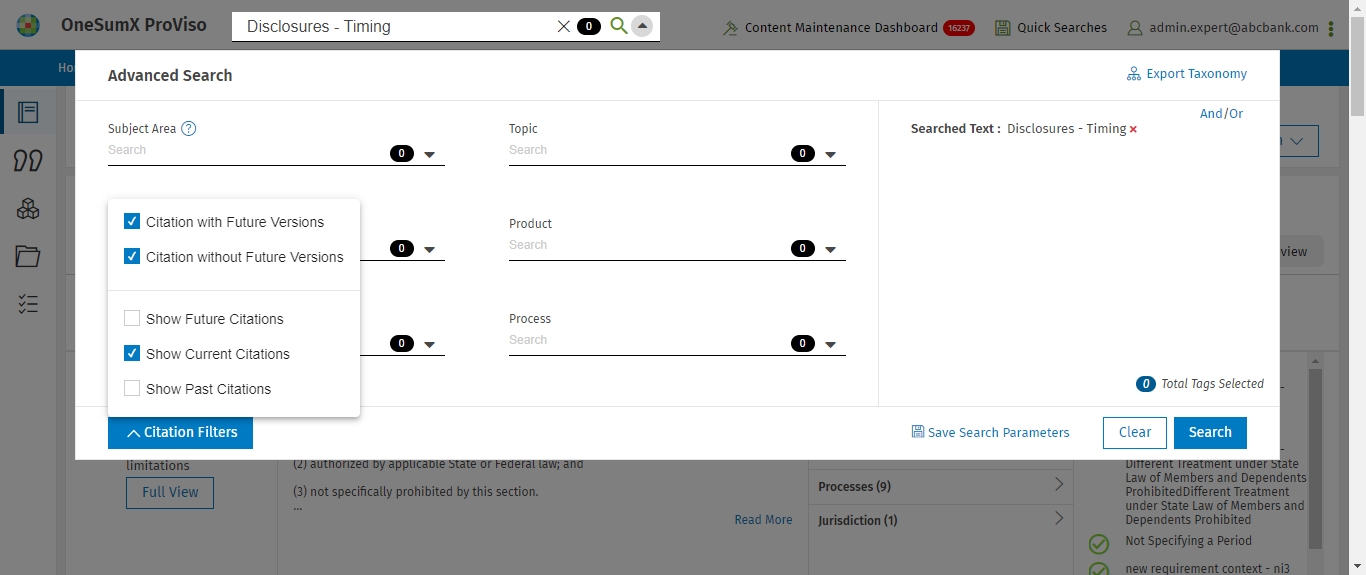 OneSumX ProViso
Disclosures - Timing
0
Content Maintenance Dashboard 16237
Quick Searches
admin.expert@abcbank.com
Ho
Advanced Search
Export Taxonomy
And/Or
Subject Area ?
Search
0
Topic
Search
0
Searched Text : Disclosures - Timing
Citation with Future Versions
Citation without Future Versions
0
Product
Search
0
view
Show Future Citations
Show Current Citations
Show Past Citations
0
Process
Search
0
0 Total Tags Selected
Citation Filters
Save Search Parameters
Clear
Search
limitations
Full View
(2) authorized by applicable State or Federal law; and
(3) not specifically prohibited by this section.
...
Read More
Processes (9)
Jurisdiction (1)
Different Treatment under State
Law of Members and Dependents
ProhibitedDifferent Treatment
under State Law of Members and
Dependents Prohibited
Not Specifying a Period
new requirement context - ni3